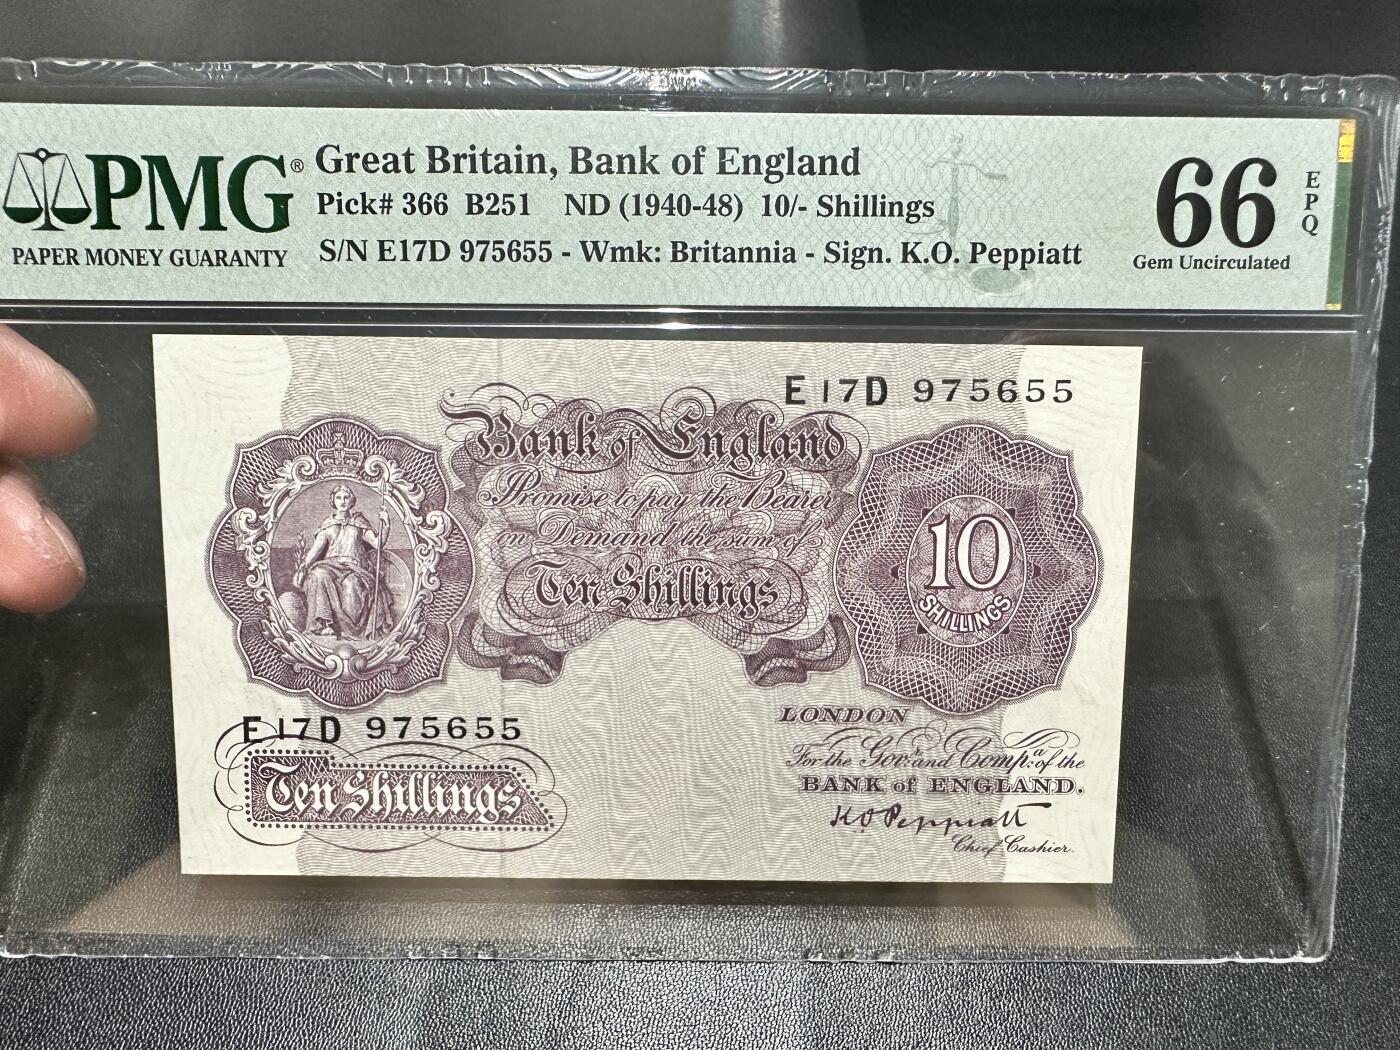 PMG®
PAPER MONEY GUARANTY
Great Britain, Bank of England
Pick# 366 B251 ND (1940-48) 10/- Shillings
S/N E17D 975655 - Wmk: Britannia - Sign. K.O. Peppiatt
66
EPQ
Gem Uncirculated
E17D 975655
Bank of England
Promise to pay the Bearer
on Demand the sum of
Ten Shillings
10
SHILLINGS
E17D 975655
Ten Shillings
LONDON
For the Govr. and Compa. of the
BANK of ENGLAND.
K O Peppiatt
Chief Cashier.